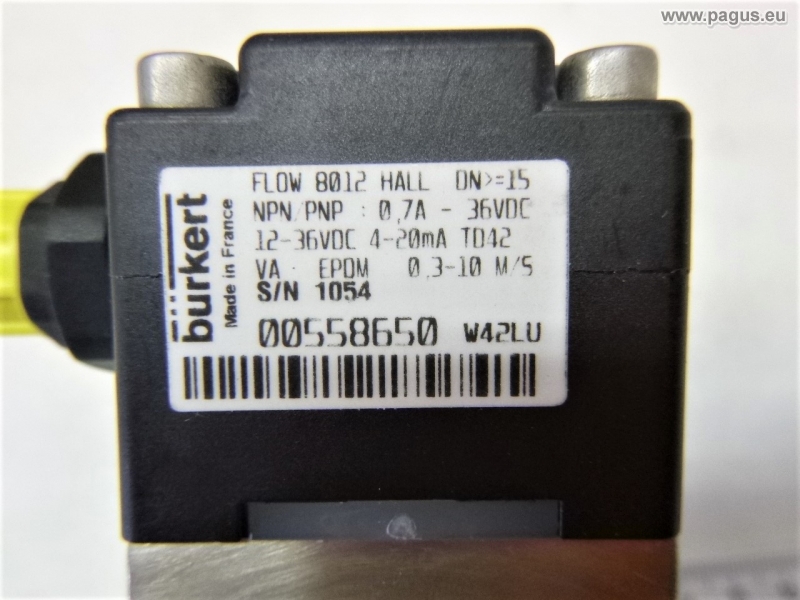 www.pagus.eu
bürkert
Made in France
FLOW 8012 HALL DN>=15
NPN/PNP : 0,7A - 36VDC
12-36VDC 4-20mA TD42
VA EPDM 0,3-10 M/S
S/N 1054
00558650 W42LU